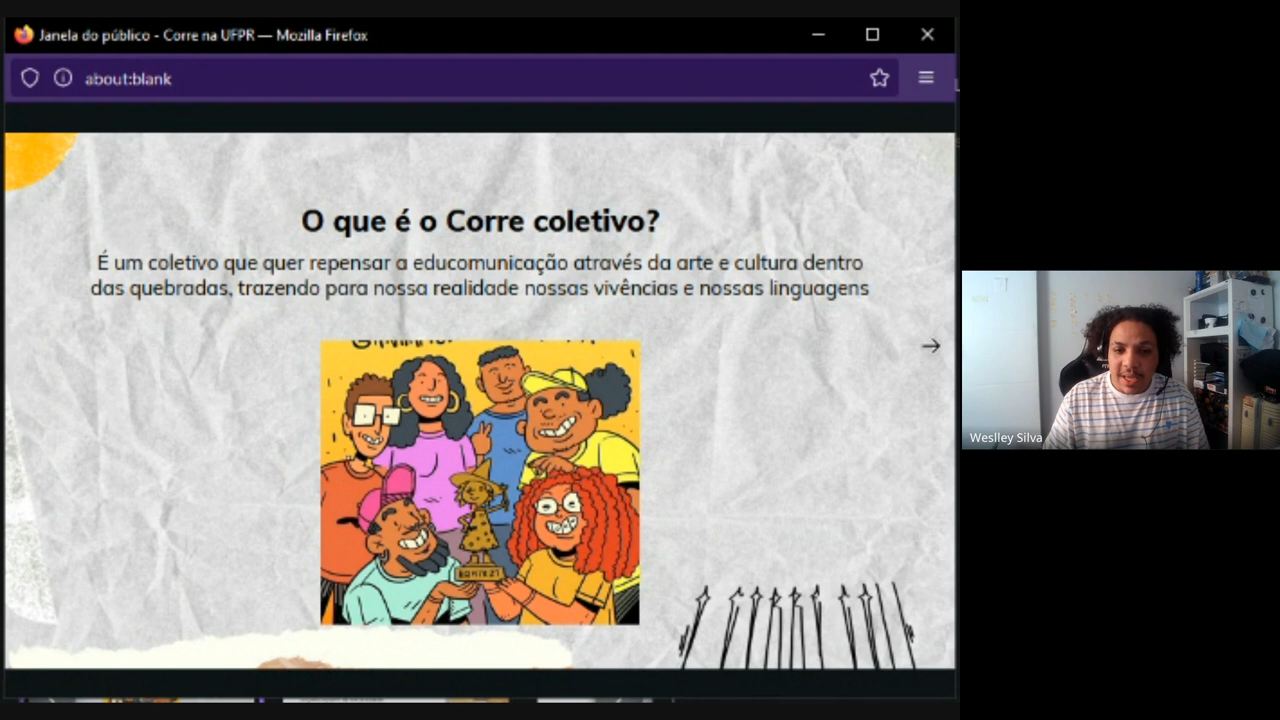 Janela do público - Corre na UFPR — Mozilla Firefox
about:blank
O que é o Corre coletivo?
É um coletivo que quer repensar a educomunicação através da arte e cultura dentro
das quebradas, trazendo para nossa realidade nossas vivências e nossas linguagens
Weslley Silva